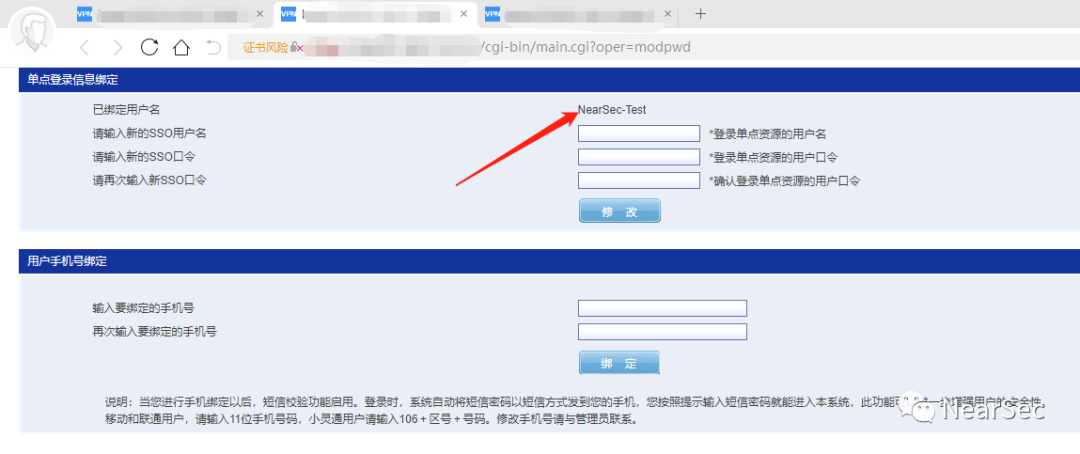 VPN
VPN
VPN
证书风险
/cgi-bin/main.cgi?oper=modpwd
单点登录信息绑定
已绑定用户名 NearSec-Test
请输入新的SSO用户名 *登录单点资源的用户名
请输入新的SSO口令 *登录单点资源的用户口令
请再次输入新SSO口令 *确认登录单点资源的用户口令
修 改
用户手机号绑定
输入要绑定的手机号
再次输入要绑定的手机号
绑 定
说明：当您进行手机绑定以后，短信校验功能启用。登录时，系统自动将短信密码以短信方式发到您的手机，您按照提示输入短信密码就能进入本系统，此功能可 一 增强用户的安全性。
移动和联通用户，请输入11位手机号码，小灵通用户请输入106＋区号＋号码。修改手机号请与管理员联系。
NearSec